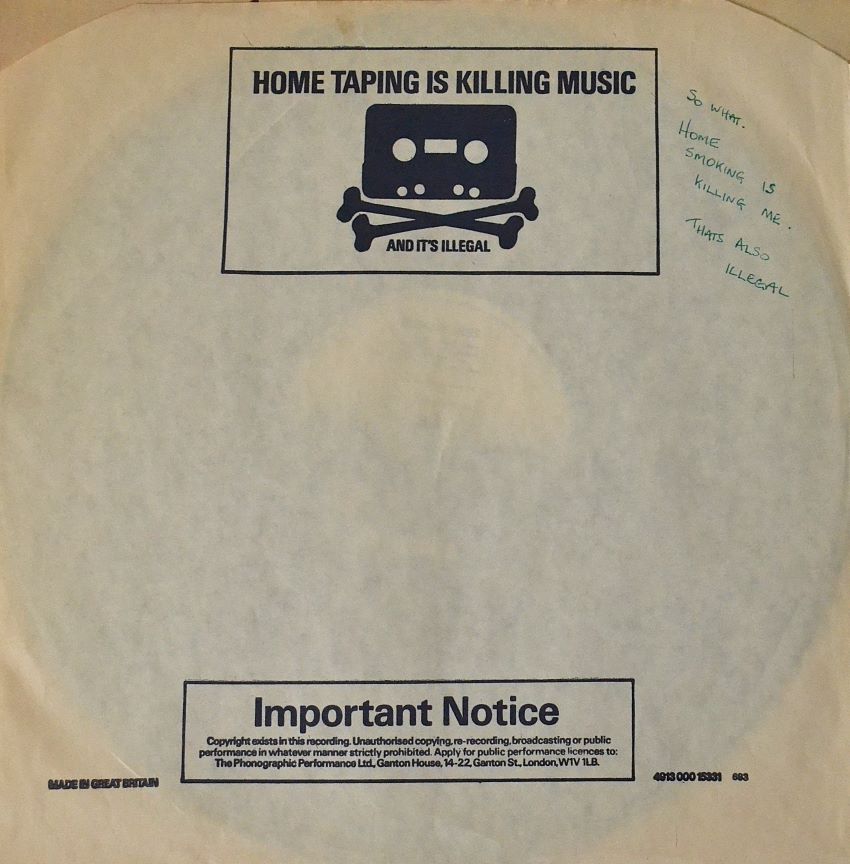 HOME TAPING IS KILLING MUSIC
AND IT'S ILLEGAL
SO WHAT.
HOME
SMOKING IS
KILLING ME.
THATS ALSO
ILLEGAL
Important Notice
Copyright exists in this recording. Unauthorised copying, re-recording, broadcasting or public
performance in whatever manner strictly prohibited. Apply for public performance licences to:
The Phonographic Performance Ltd., Ganton House, 14-22, Ganton St., London, W1V 1LB.
MADE IN GREAT BRITAIN
4913 000 15331 683